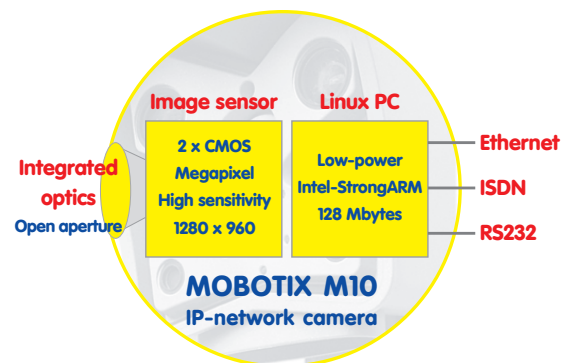 Image sensor
Linux PC
2 x CMOS
Megapixel
High sensitivity
1280 x 960
Low-power
Intel-StrongARM
128 Mbytes
Integrated
optics
Open aperture
Ethernet
ISDN
RS232
MOBOTIX M10
IP-network camera